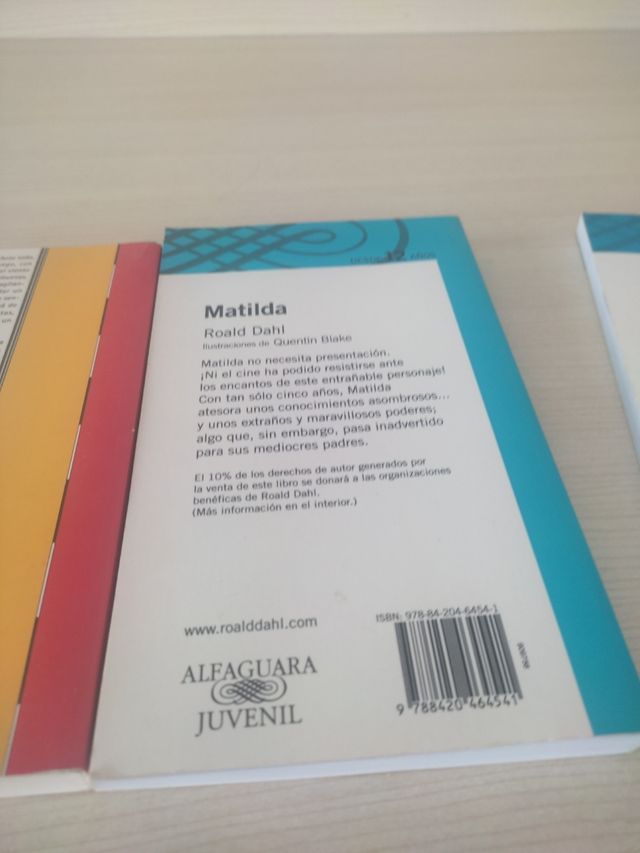 DESDE 12 AÑOS
Matilda
Roald Dahl
Ilustraciones de Quentin Blake
Matilda no necesita presentación.
¡Ni el cine ha podido resistirse ante
los encantos de este entrañable personaje!
Con tan sólo cinco años, Matilda
atesora unos conocimientos asombrosos...
y unos extraños y maravillosos poderes;
algo que, sin embargo, pasa inadvertido
para sus mediocres padres.
El 10% de los derechos de autor generados por
la venta de este libro se donará a las organizaciones
benéficas de Roald Dahl.
(Más información en el interior.)
www.roalddahl.com
ALFAGUARA
JUVENIL
ISBN: 978-84-204-6454-1
9 788420 464541